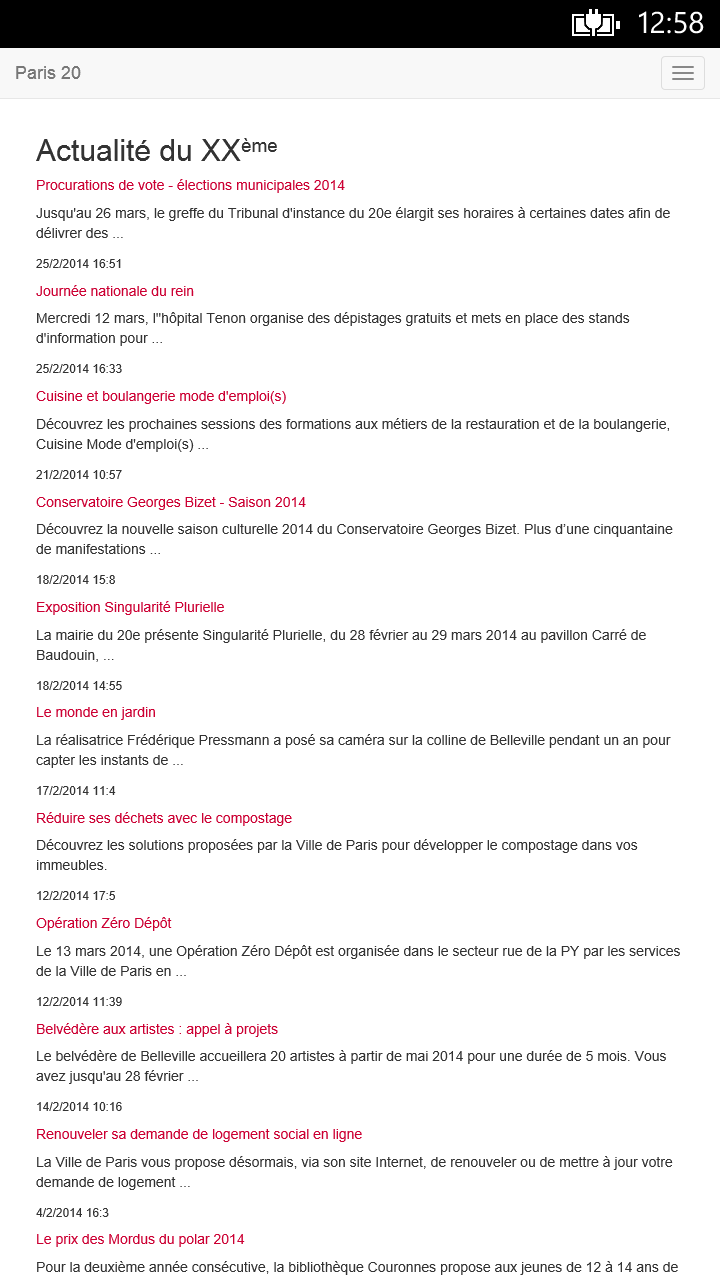 12:58
Paris 20
Actualité du XXème
Procurations de vote - élections municipales 2014
Jusqu'au 26 mars, le greffe du Tribunal d'instance du 20e élargit ses horaires à certaines dates afin de
délivrer des ...
25/2/2014 16:51
Journée nationale du rein
Mercredi 12 mars, l"hôpital Tenon organise des dépistages gratuits et mets en place des stands
d'information pour ...
25/2/2014 16:33
Cuisine et boulangerie mode d'emploi(s)
Découvrez les prochaines sessions des formations aux métiers de la restauration et de la boulangerie,
Cuisine Mode d'emploi(s) ...
21/2/2014 10:57
Conservatoire Georges Bizet - Saison 2014
Découvrez la nouvelle saison culturelle 2014 du Conservatoire Georges Bizet. Plus d’une cinquantaine
de manifestations ...
18/2/2014 15:8
Exposition Singularité Plurielle
La mairie du 20e présente Singularité Plurielle, du 28 février au 29 mars 2014 au pavillon Carré de
Baudouin, ...
18/2/2014 14:55
Le monde en jardin
La réalisatrice Frédérique Pressmann a posé sa caméra sur la colline de Belleville pendant un an pour
capter les instants de ...
17/2/2014 11:4
Réduire ses déchets avec le compostage
Découvrez les solutions proposées par la Ville de Paris pour développer le compostage dans vos
immeubles.
12/2/2014 17:5
Opération Zéro Dépôt
Le 13 mars 2014, une Opération Zéro Dépôt est organisée dans le secteur rue de la PY par les services
de la Ville de Paris en ...
12/2/2014 11:39
Belvédère aux artistes : appel à projets
Le belvédère de Belleville accueillera 20 artistes à partir de mai 2014 pour une durée de 5 mois. Vous
avez jusqu'au 28 février ...
14/2/2014 10:16
Renouveler sa demande de logement social en ligne
La Ville de Paris vous propose désormais, via son site Internet, de renouveler ou de mettre à jour votre
demande de logement ...
4/2/2014 16:3
Le prix des Mordus du polar 2014
Pour la deuxième année consécutive, la bibliothèque Couronnes propose aux jeunes de 12 à 14 ans de